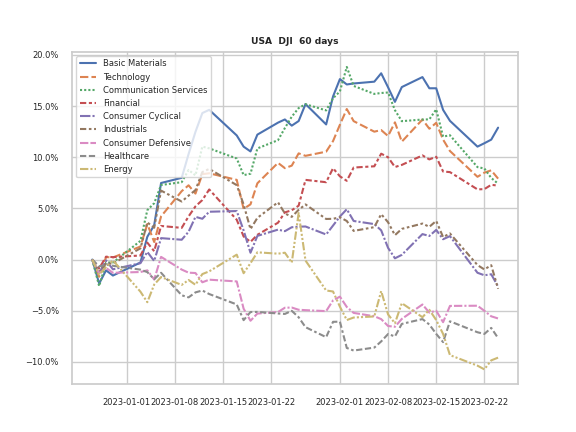 USA  DJI  60 days
20.0%
15.0%
10.0%
5.0%
0.0%
−5.0%
−10.0%
Basic Materials
Technology
Communication Services
Financial
Consumer Cyclical
Industrials
Consumer Defensive
Healthcare
Energy
2023-01-01
2023-01-08
2023-01-15
2023-01-22
2023-02-01
2023-02-08
2023-02-15
2023-02-22